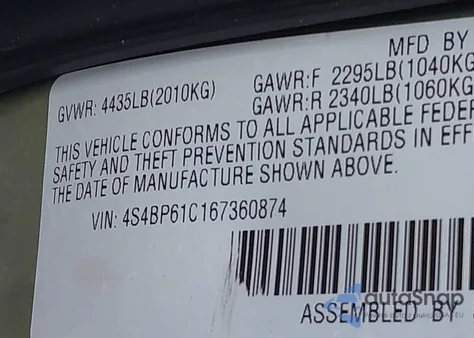 MFD BY
GVWR: 4435LB(2010KG) GAWR:F 2295LB(1040KG
GAWR:R 2340LB(1060KG
THIS VEHICLE CONFORMS TO ALL APPLICABLE FEDER
SAFETY AND THEFT PREVENTION STANDARDS IN EFF
THE DATE OF MANUFACTURE SHOWN ABOVE.
VIN: 4S4BP61C167360874
autoSnap
ASSEMBLED BY